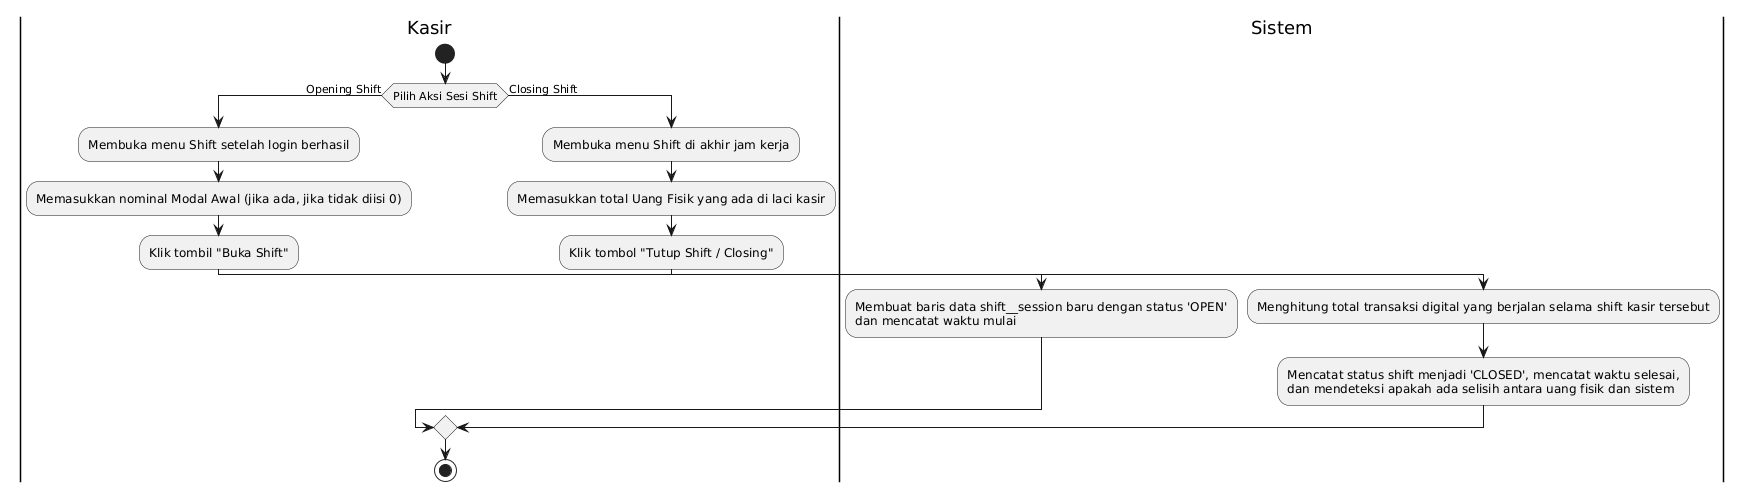 Kasir
Sistem
Opening Shift
Pilih Aksi Sesi Shift
Closing Shift
Membuka menu Shift setelah login berhasil
Membuka menu Shift di akhir jam kerja
Memasukkan nominal Modal Awal (jika ada, jika tidak diisi 0)
Memasukkan total Uang Fisik yang ada di laci kasir
Klik tombil "Buka Shift"
Klik tombol "Tutup Shift / Closing"
Membuat baris data shift__session baru dengan status 'OPEN'
dan mencatat waktu mulai
Menghitung total transaksi digital yang berjalan selama shift kasir tersebut
Mencatat status shift menjadi 'CLOSED', mencatat waktu selesai,
dan mendeteksi apakah ada selisih antara uang fisik dan sistem